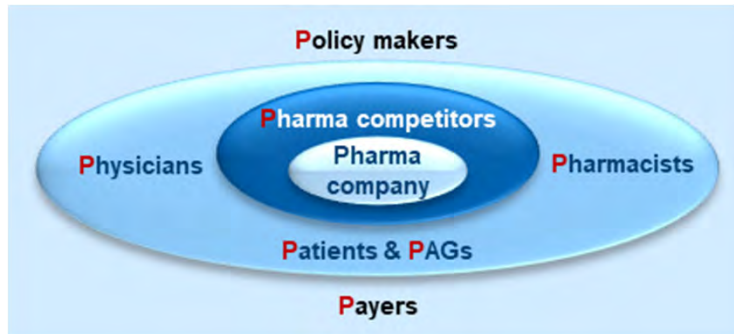 Policy makers
Pharma competitors
Physicians
Pharma
company
Pharmacists
Patients & PAGs
Payers